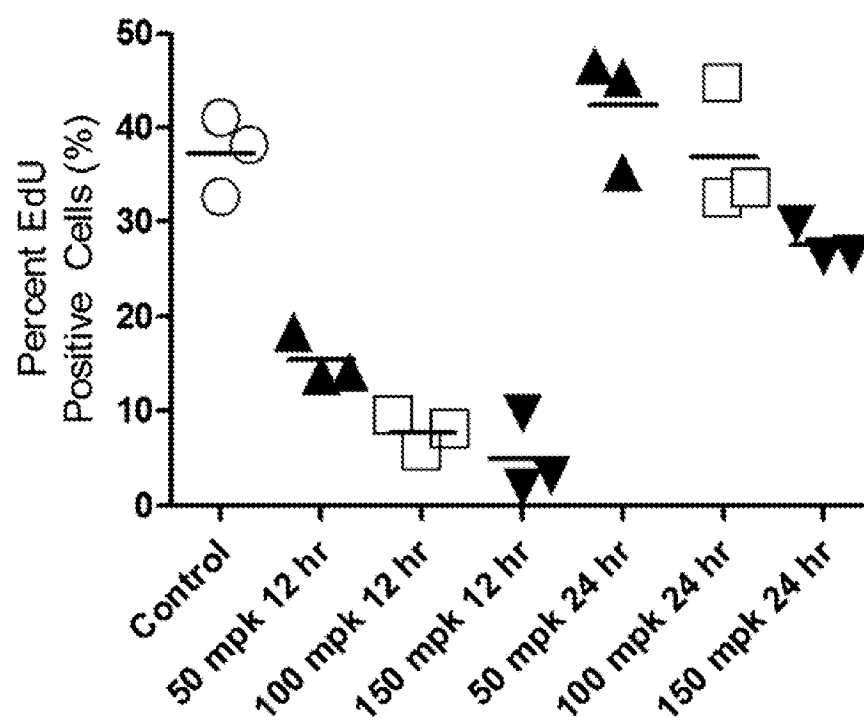 Percent EdU
Positive Cells (%)
50
40
30
20
10
0
Control
50 mpk 12 hr
100 mpk 12 hr
150 mpk 12 hr
50 mpk 24 hr
100 mpk 24 hr
150 mpk 24 hr